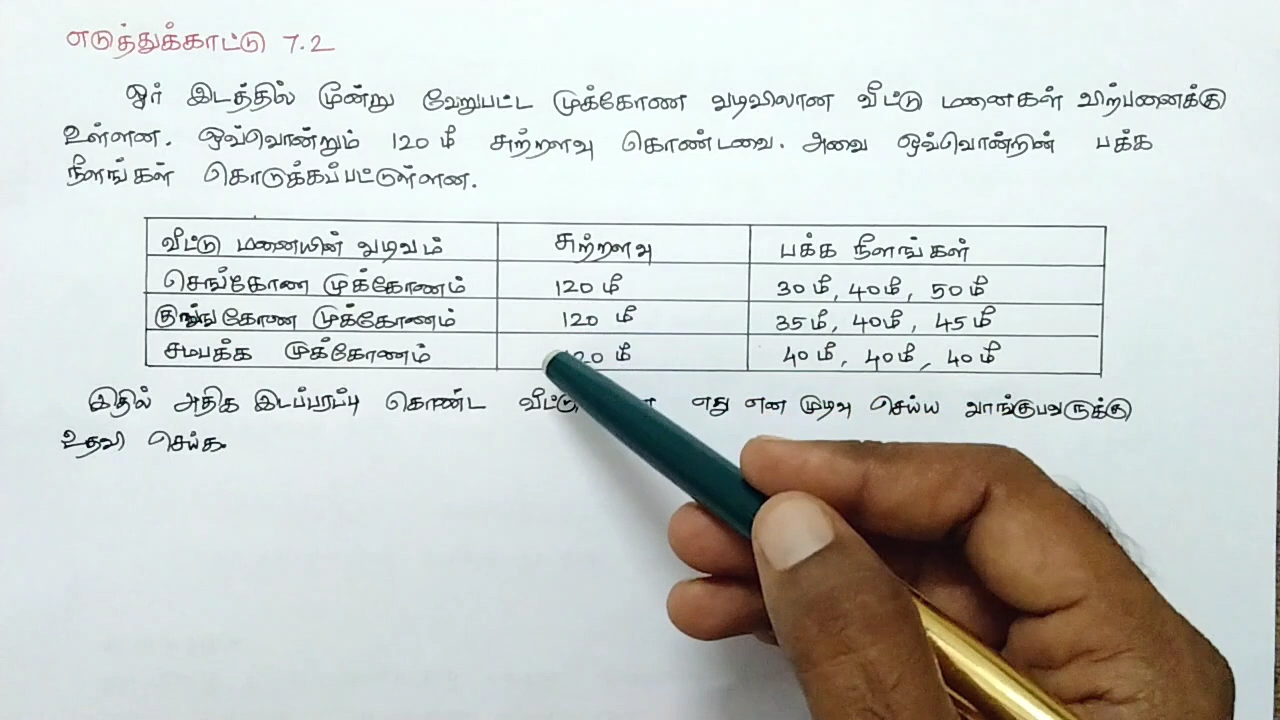 எடுத்துக்காட்டு 7.2
ஓர் இடத்தில் மூன்று வேறுபட்ட முக்கோண வடிவிலான வீட்டு மனைகள் விற்பனைக்கு
உள்ளன. ஒவ்வொன்றும் 120 மீ சுற்றளவு கொண்டவை. அவை ஒவ்வொன்றின் பக்க
நீளங்கள் கொடுக்கப்பட்டுள்ளன.
வீட்டு மனையின் வடிவம் சுற்றளவு பக்க நீளங்கள்
செங்கோண முக்கோணம் 120 மீ 30 மீ, 40 மீ, 50 மீ
குறுங்கோண முக்கோணம் 120 மீ 35 மீ, 40 மீ, 45 மீ
சமபக்க முக்கோணம் 120 மீ 40 மீ, 40 மீ, 40 மீ
இதில் அதிக இடப்பரப்பு கொண்ட வீட்டு எது என முடிவு செய்ய வாங்குபவருக்கு
உதவி செய்க.